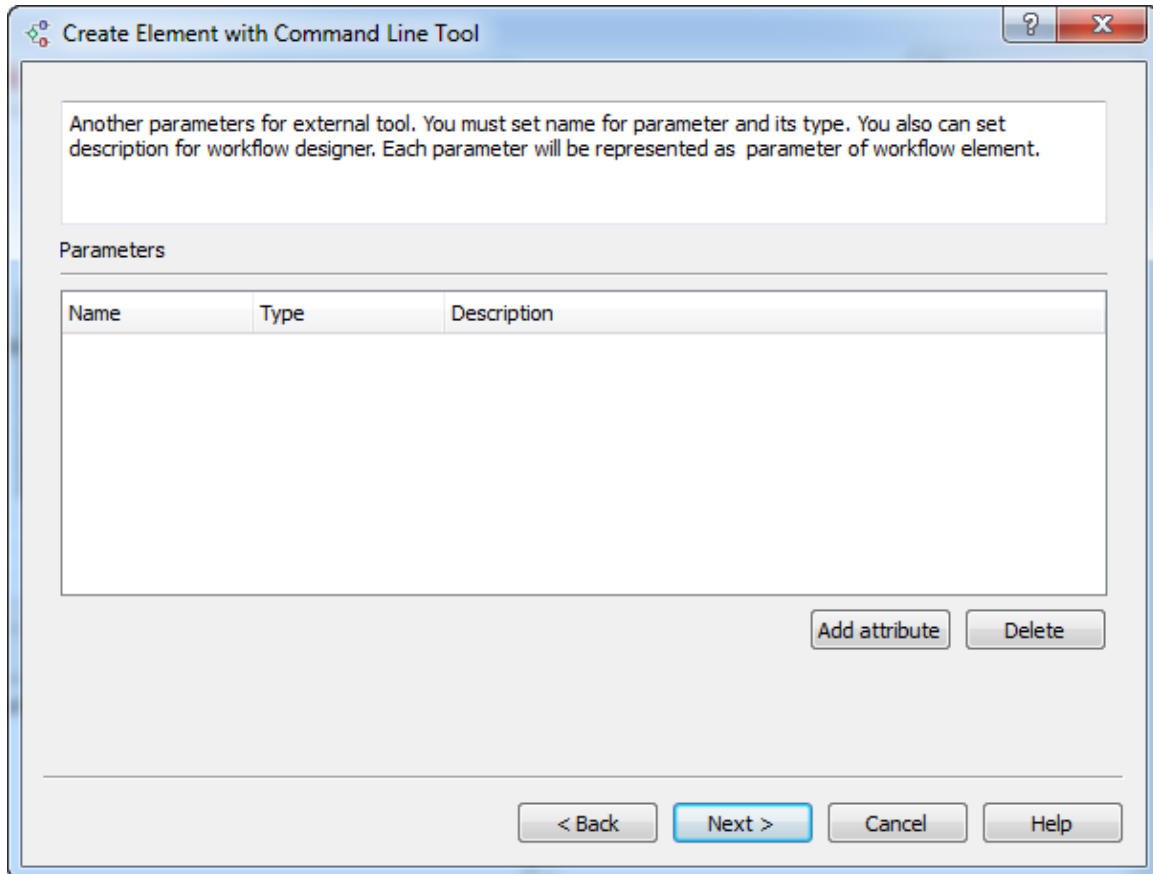 Create Element with Command Line Tool
?
X
Another parameters for external tool. You must set name for parameter and its type. You also can set
description for workflow designer. Each parameter will be represented as  parameter of workflow element.
Parameters
Name Type Description
Add attribute Delete
< Back Next > Cancel Help